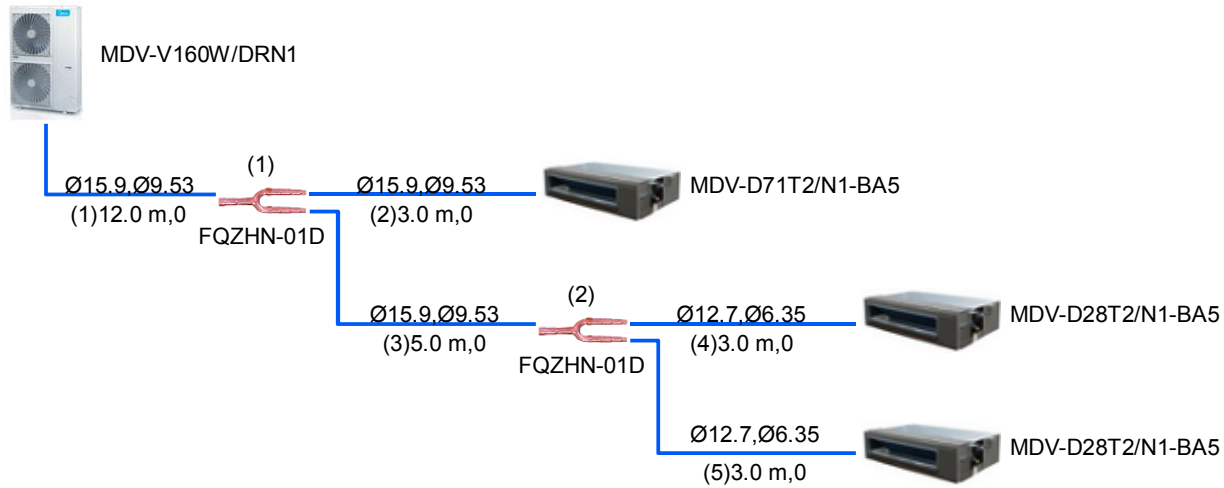 MDV-V160W/DRN1
(1)
Ø15.9,Ø9.53
(1)12.0 m,0
FQZHN-01D
Ø15.9,Ø9.53
(2)3.0 m,0
MDV-D71T2/N1-BA5
Ø15.9,Ø9.53
(3)5.0 m,0
(2)
FQZHN-01D
Ø12.7,Ø6.35
(4)3.0 m,0
MDV-D28T2/N1-BA5
Ø12.7,Ø6.35
(5)3.0 m,0
MDV-D28T2/N1-BA5